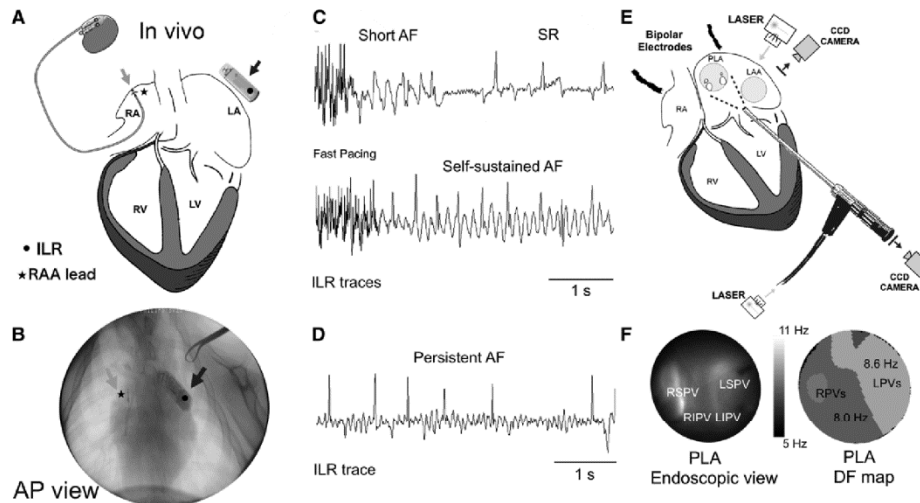 A
In vivo
RA
LA
RV
LV
● ILR
★RAA lead
B
AP view
C
Short AF
SR
Fast Pacing
Self-sustained AF
ILR traces
1 s
D
Persistent AF
ILR trace
1 s
E
LASER
CCD
CAMERA
Bipolar
Electrodes
PLA
LAA
RA
LV
RV
CCD
CAMERA
LASER
F
RSPV
LSPV
RIPV
LIPV
PLA
Endoscopic view
11 Hz
5 Hz
8.6 Hz
RPVs
LPVs
8.0 Hz
PLA
DF map